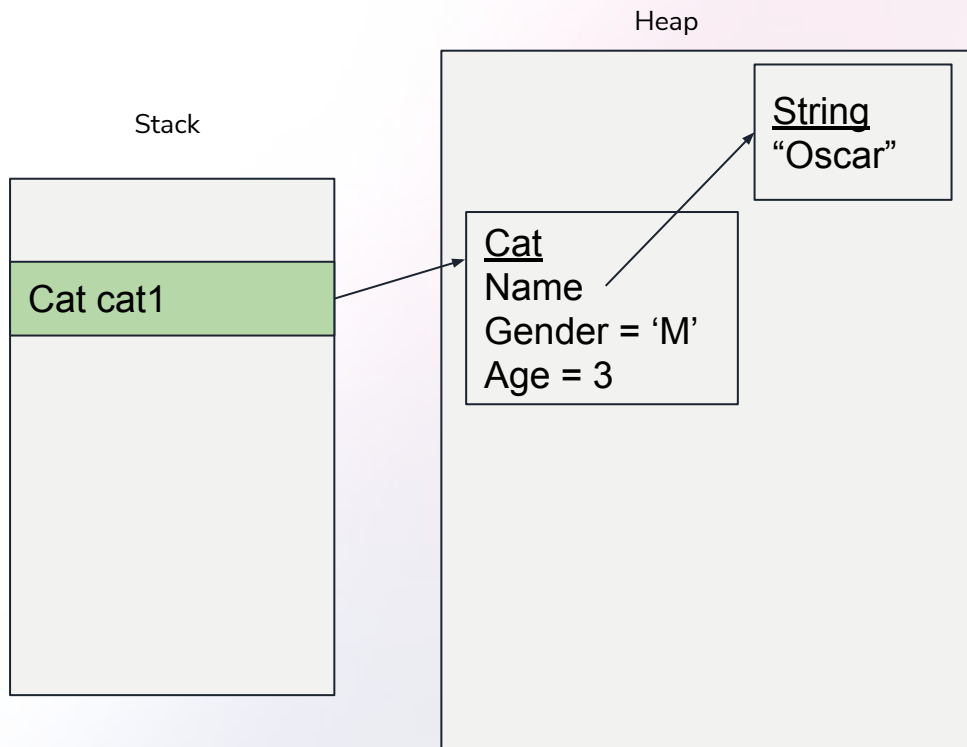 Heap
Stack
String
“Oscar”
Cat
Name
Gender = ‘M’
Age = 3
Cat cat1